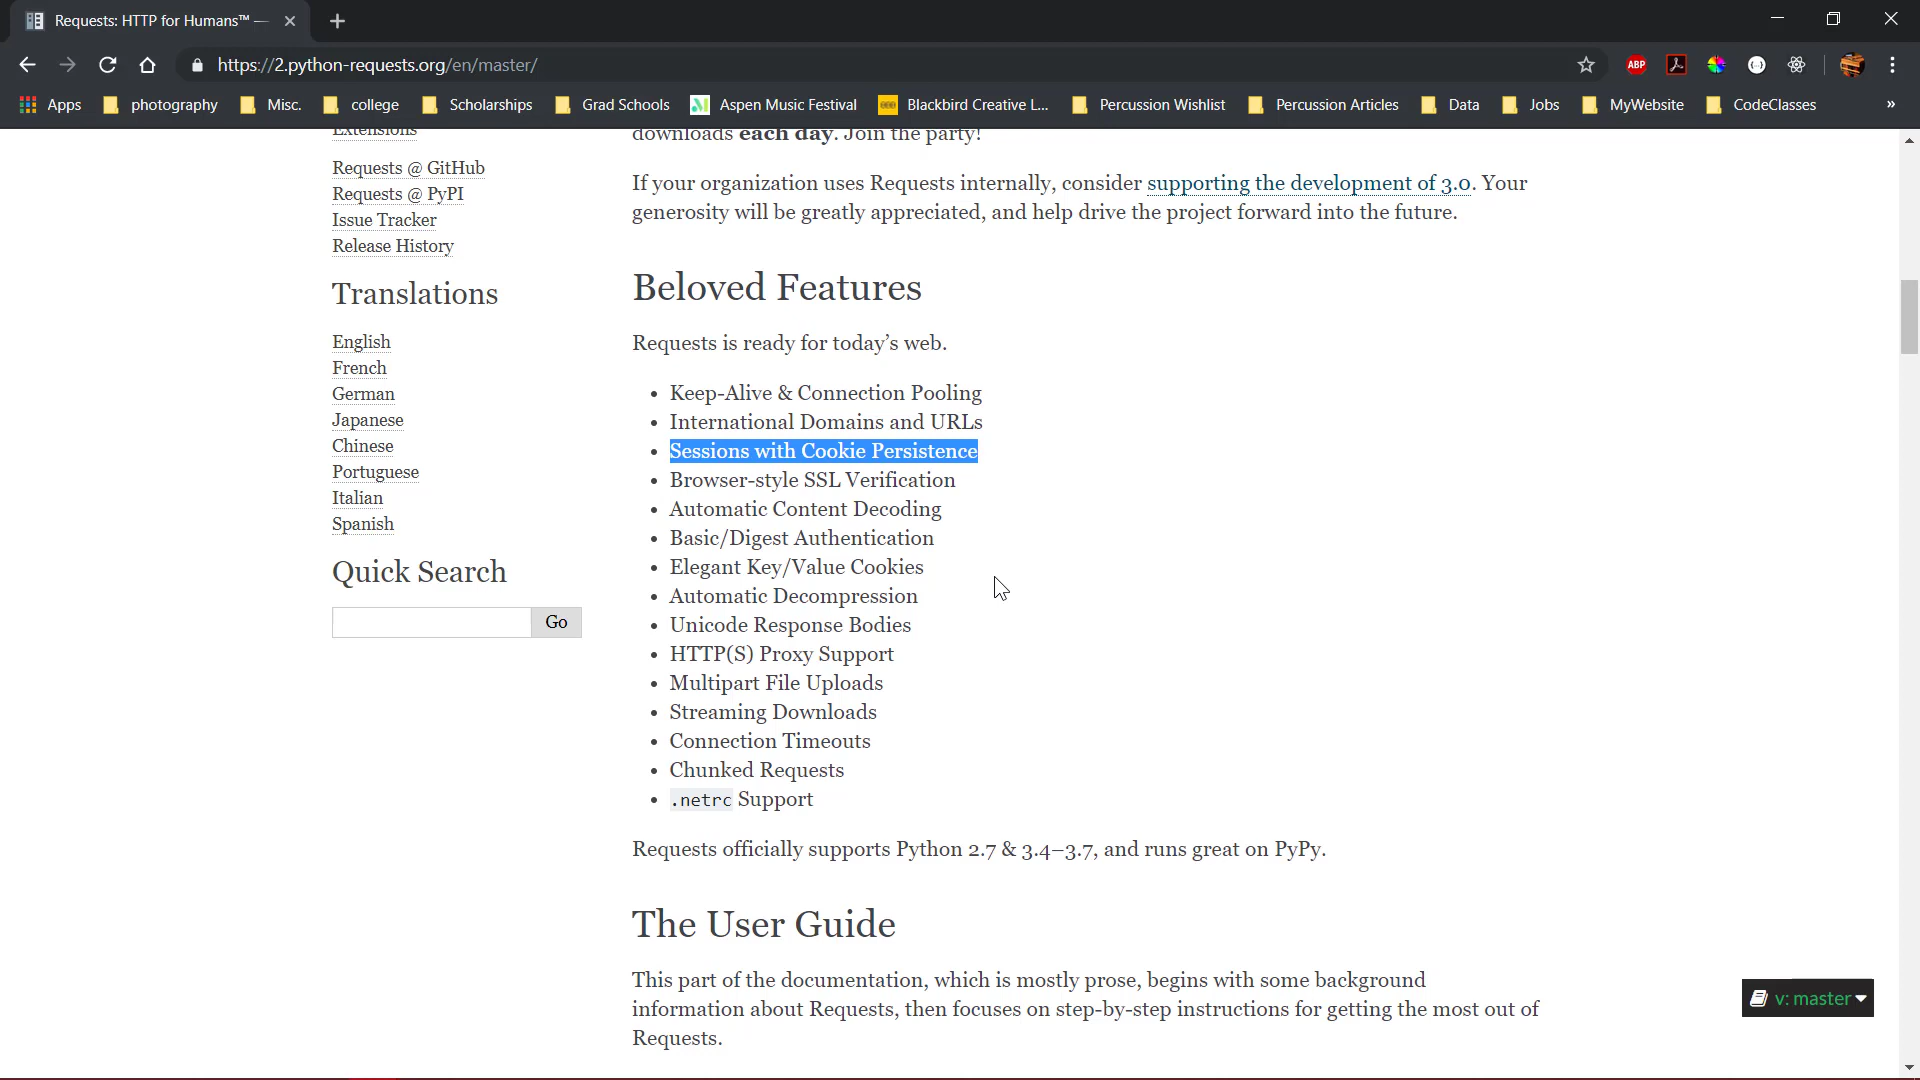 Requests: HTTP for Humans™ —
https://2.python-requests.org/en/master/
ABP
Apps photography Misc. college Scholarships Grad Schools Aspen Music Festival Blackbird Creative L... Percussion Wishlist Percussion Articles Data Jobs MyWebsite CodeClasses »
Extensions
Requests @ GitHub
Requests @ PyPI
Issue Tracker
Release History
Translations
English
French
German
Japanese
Chinese
Portuguese
Italian
Spanish
Quick Search
Go
downloads each day. Join the party!
If your organization uses Requests internally, consider supporting the development of 3.0. Your
generosity will be greatly appreciated, and help drive the project forward into the future.
Beloved Features
Requests is ready for today’s web.
• Keep-Alive & Connection Pooling
• International Domains and URLs
• Sessions with Cookie Persistence
• Browser-style SSL Verification
• Automatic Content Decoding
• Basic/Digest Authentication
• Elegant Key/Value Cookies
• Automatic Decompression
• Unicode Response Bodies
• HTTP(S) Proxy Support
• Multipart File Uploads
• Streaming Downloads
• Connection Timeouts
• Chunked Requests
• .netrc Support
Requests officially supports Python 2.7 & 3.4–3.7, and runs great on PyPy.
The User Guide
This part of the documentation, which is mostly prose, begins with some background
information about Requests, then focuses on step-by-step instructions for getting the most out of
Requests.
v: master